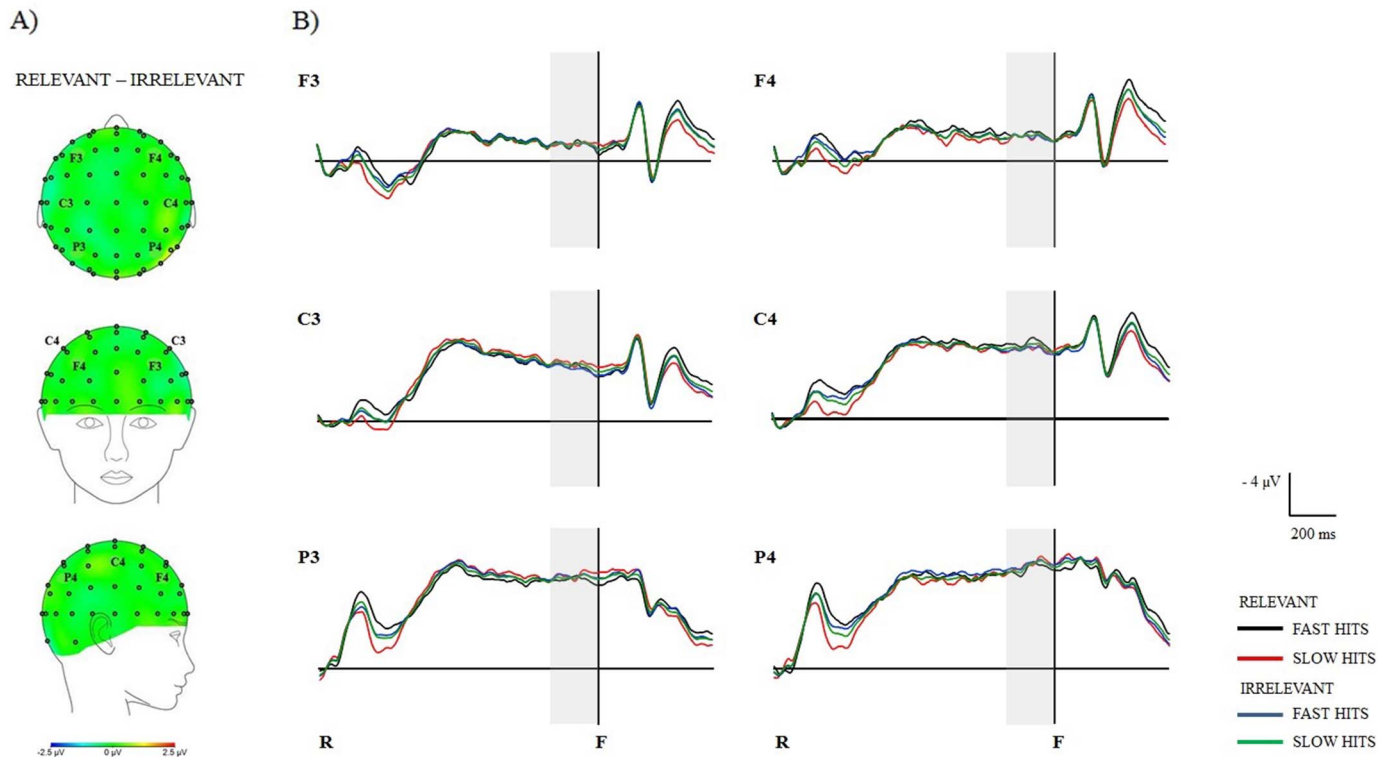 A)
RELEVANT – IRRELEVANT
F3 F4
C3 C4
P3 P4
C4 C3
F4 F3
C4
P4 F4
-2.5 µV 0 µV 2.5 µV
B)
F3
F4
C3
C4
P3
P4
R F
R F
- 4 µV
200 ms
RELEVANT
FAST HITS
SLOW HITS
IRRELEVANT
FAST HITS
SLOW HITS